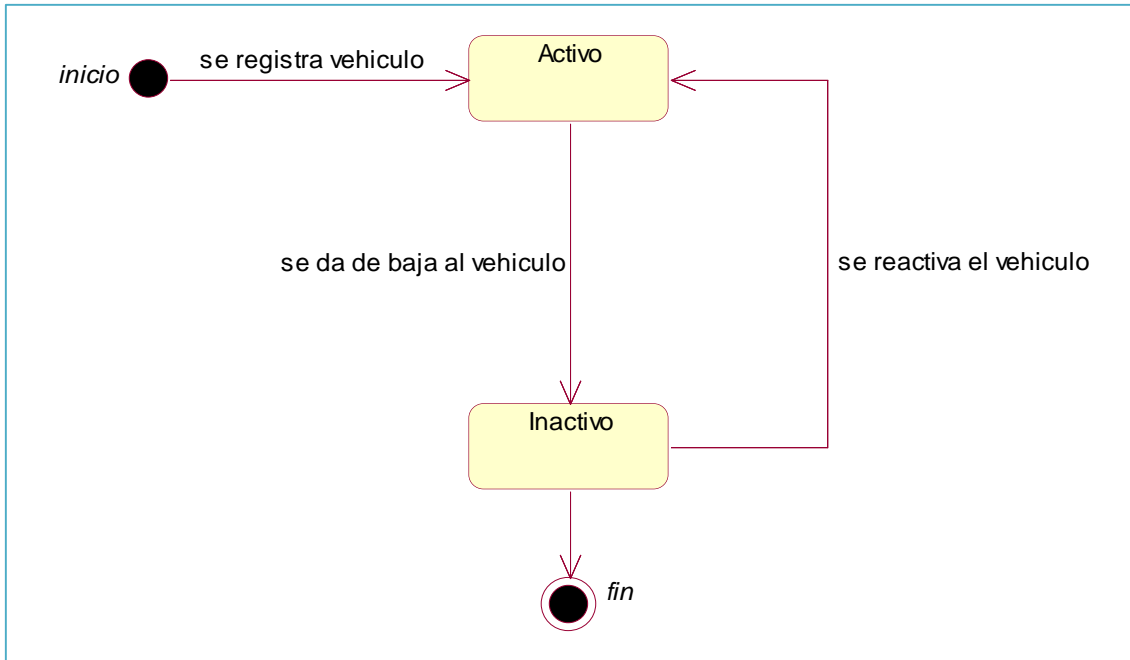 inicio
se registra vehiculo
Activo
se da de baja al vehiculo
se reactiva el vehiculo
Inactivo
fin